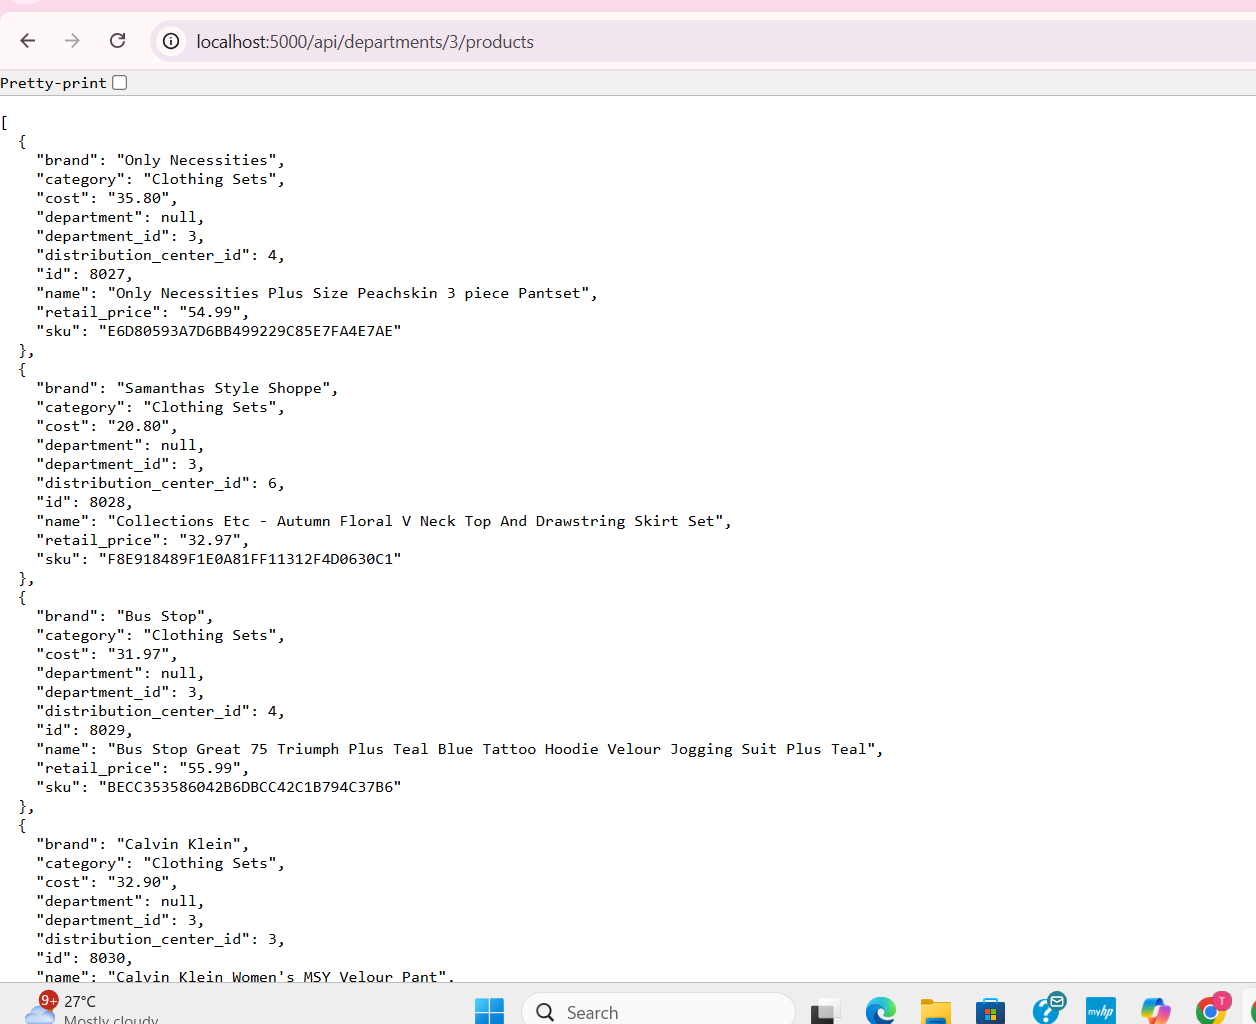 localhost:5000/api/departments/3/products
Pretty-print
[
  {
    "brand": "Only Necessities",
    "category": "Clothing Sets",
    "cost": "35.80",
    "department": null,
    "department_id": 3,
    "distribution_center_id": 4,
    "id": 8027,
    "name": "Only Necessities Plus Size Peachskin 3 piece Pantset",
    "retail_price": "54.99",
    "sku": "E6D80593A7D6BB499229C85E7FA4E7AE"
  },
  {
    "brand": "Samanthas Style Shoppe",
    "category": "Clothing Sets",
    "cost": "20.80",
    "department": null,
    "department_id": 3,
    "distribution_center_id": 6,
    "id": 8028,
    "name": "Collections Etc - Autumn Floral V Neck Top And Drawstring Skirt Set",
    "retail_price": "32.97",
    "sku": "F8E918489F1E0A81FF11312F4D0630C1"
  },
  {
    "brand": "Bus Stop",
    "category": "Clothing Sets",
    "cost": "31.97",
    "department": null,
    "department_id": 3,
    "distribution_center_id": 4,
    "id": 8029,
    "name": "Bus Stop Great 75 Triumph Plus Teal Blue Tattoo Hoodie Velour Jogging Suit Plus Teal",
    "retail_price": "55.99",
    "sku": "BECC353586042B6DBCC42C1B794C37B6"
  },
  {
    "brand": "Calvin Klein",
    "category": "Clothing Sets",
    "cost": "32.90",
    "department": null,
    "department_id": 3,
    "distribution_center_id": 3,
    "id": 8030,
    "name": "Calvin Klein Women's MSY Velour Pant",
9+
27°C
Mostly cloudy
Search
myhp
T